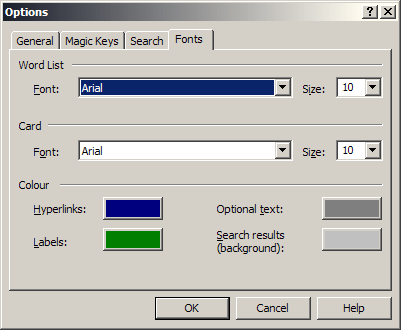 Options
General Magic Keys Search Fonts
Word List
Font: Arial Size: 10
Card
Font: Arial Size: 10
Colour
Hyperlinks: Optional text:
Labels: Search results
(background):
OK Cancel Help